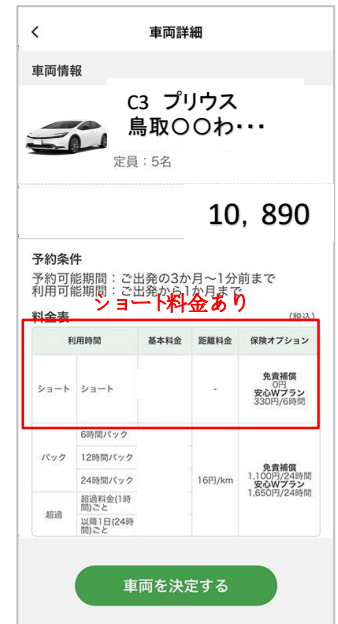 車両詳細
車両情報
C3 プリウス
鳥取〇〇わ・・・
定員：5名
10，890
予約条件
予約可能期間：ご出発の3か月～1分前まで
利用可能期間：ご出発から1か月まで
ショート料金あり
料金表 (税込)
利用時間 基本料金 距離料金 保険オプション
ショート ショート - 免責補償
0円
安心Wプラン
330円/6時間
パック 6時間パック
12時間パック
24時間パック
16円/km 免責補償
1,100円/24時間
安心Wプラン
1,650円/24時間
超過 超過料金(1時
間)ごと
以降1日(24時
間)ごと
車両を決定する